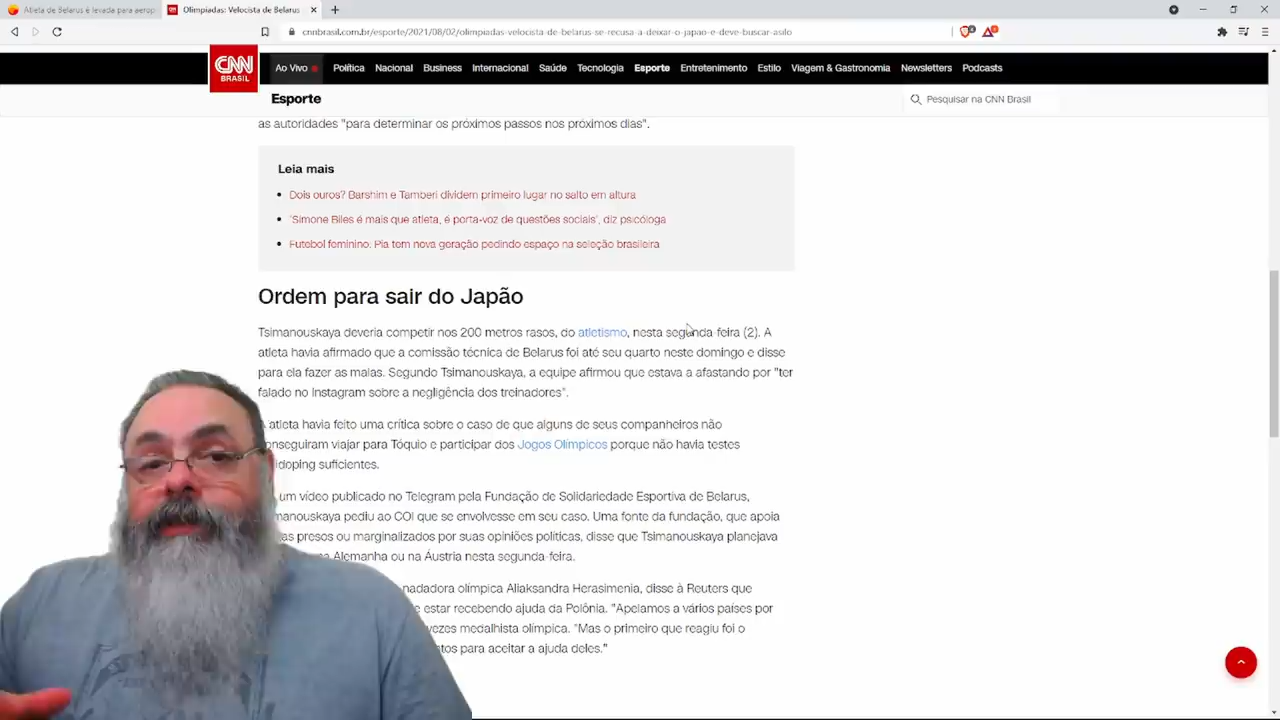 Atleta de Belarus é levada para aerop
Olimpíadas: Velocista de Belarus
cnnbrasil.com.br/esporte/2021/08/02/olimpiadas-velocista-de-belarus-se-recusa-a-deixar-o-japao-e-deve-buscar-asilo
CNN
BRASIL
Ao Vivo Política Nacional Business Internacional Saúde Tecnologia Esporte Entretenimento Estilo Viagem & Gastronomia Newsletters Podcasts
Esporte
Pesquisar na CNN Brasil
as autoridades "para determinar os próximos passos nos próximos dias".
Leia mais
Dois ouros? Barshim e Tamberi dividem primeiro lugar no salto em altura
'Simone Biles é mais que atleta, é porta-voz de questões sociais', diz psicóloga
Futebol feminino: Pia tem nova geração pedindo espaço na seleção brasileira
Ordem para sair do Japão
Tsimanouskaya deveria competir nos 200 metros rasos, do atletismo, nesta segunda-feira (2). A
atleta havia afirmado que a comissão técnica de Belarus foi até seu quarto neste domingo e disse
para ela fazer as malas. Segundo Tsimanouskaya, a equipe afirmou que estava a afastando por "ter
falado no Instagram sobre a negligência dos treinadores".
atleta havia feito uma crítica sobre o caso de que alguns de seus companheiros não
onseguiram viajar para Tóquio e participar dos Jogos Olímpicos porque não havia testes
idoping suficientes.
um vídeo publicado no Telegram pela Fundação de Solidariedade Esportiva de Belarus,
manouskaya pediu ao COI que se envolvesse em seu caso. Uma fonte da fundação, que apoia
as presos ou marginalizados por suas opiniões políticas, disse que Tsimanouskaya planejava
na Alemanha ou na Áustria nesta segunda-feira.
nadadora olímpica Aliaksandra Herasimenia, disse à Reuters que
e estar recebendo ajuda da Polônia. "Apelamos a vários países por
vezes medalhista olímpica. "Mas o primeiro que reagiu foi o
tos para aceitar a ajuda deles."